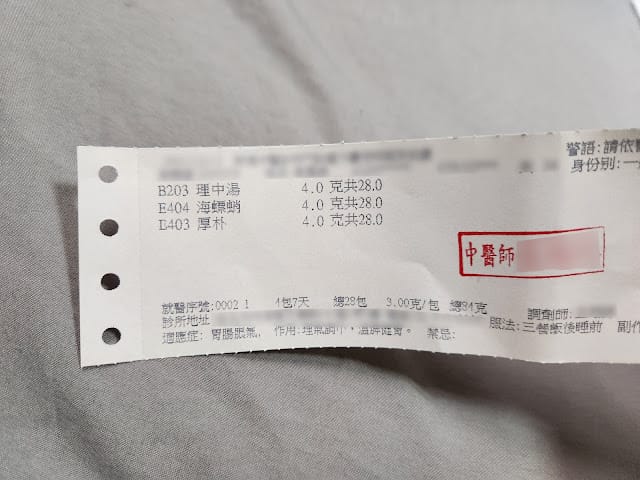 警語:請依
身份別:一
B203 理中湯 4.0 克共28.0
E404 海螵蛸 4.0 克共28.0
E403 厚朴 4.0 克共28.0
中醫師
就醫序號:0002 1 4包7天 總28包 3.00克/包 總84克 調劑師:
診所地址 服法:三餐飯後睡前 副作
適應症: 胃腸脹氣, 作用:理氣調中,溫脾健胃。 禁忌: